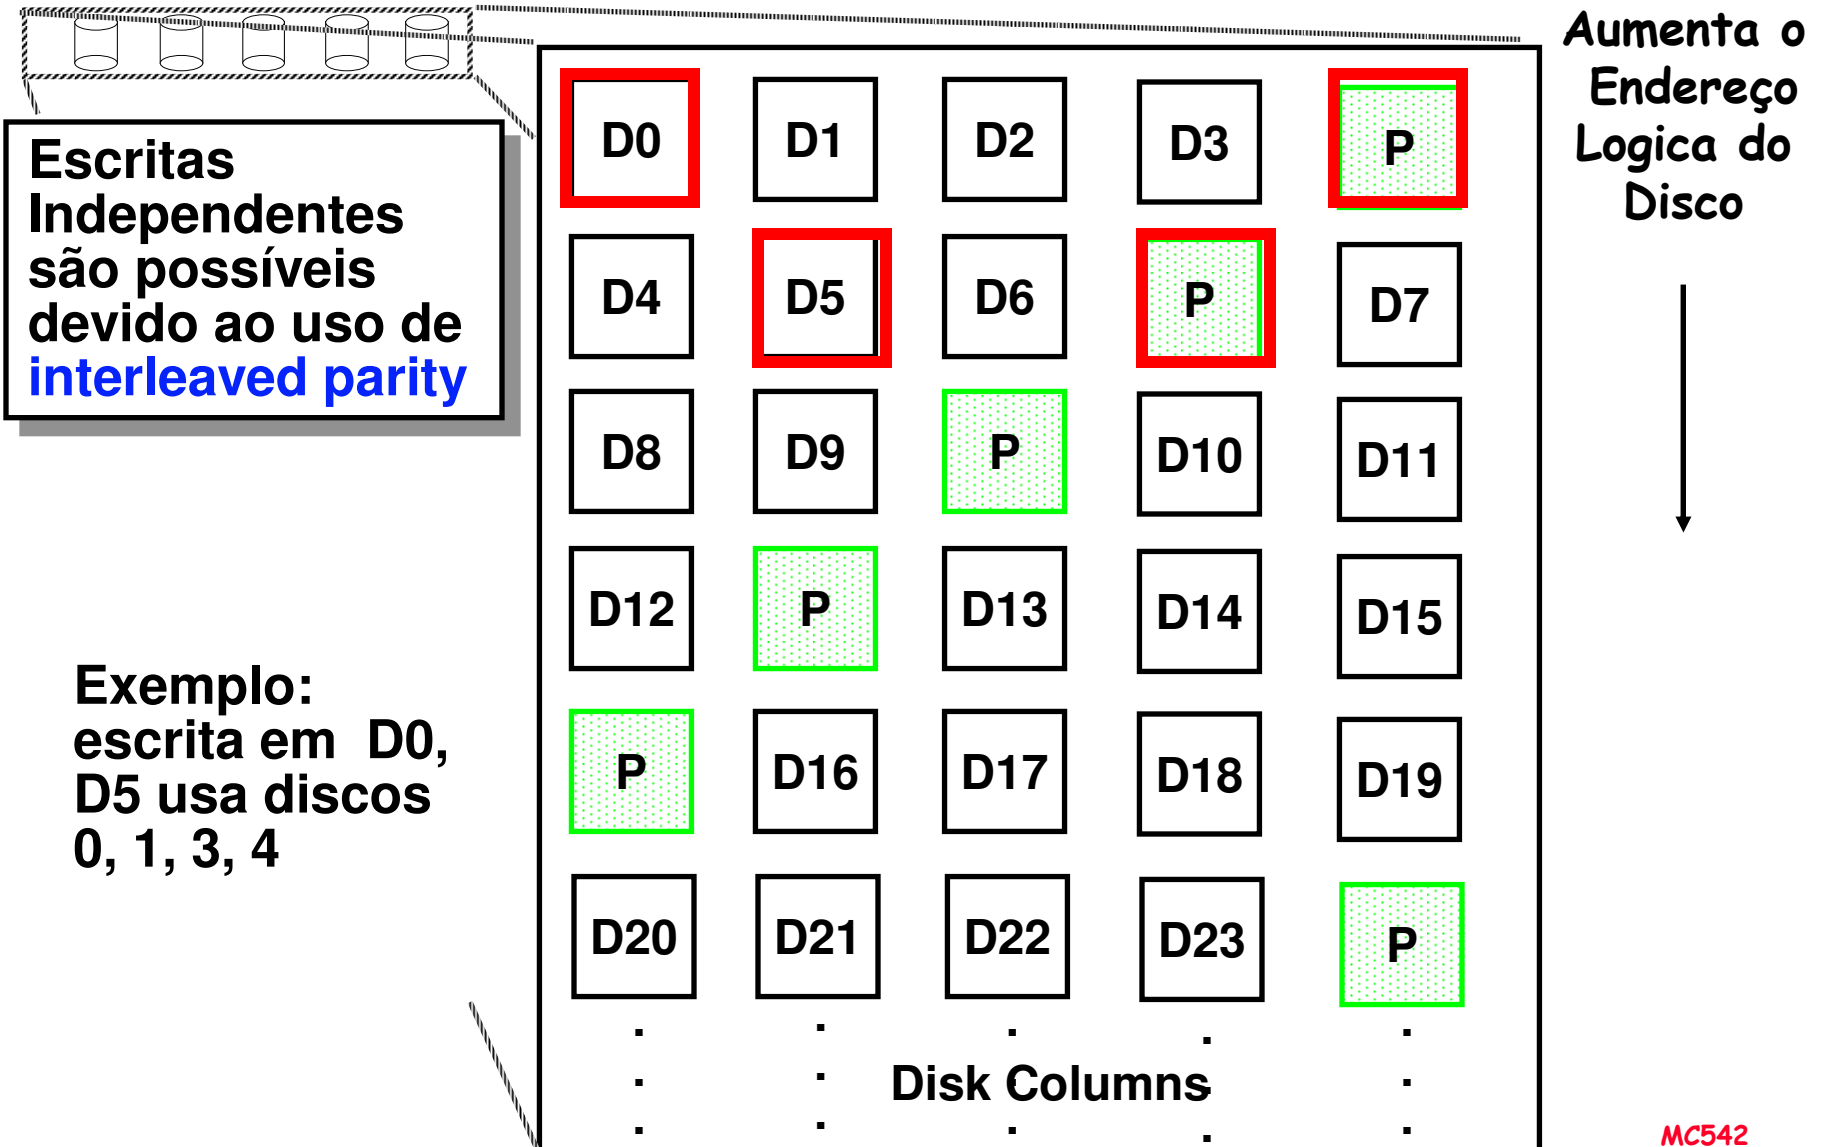 Aumenta o
Endereço
Logica do
Disco
Escritas
Independentes
são possíveis
devido ao uso de
interleaved parity
Exemplo:
escrita em D0,
D5 usa discos
0, 1, 3, 4
D0 D1 D2 D3 P
D4 D5 D6 P D7
D8 D9 P D10 D11
D12 P D13 D14 D15
P D16 D17 D18 D19
D20 D21 D22 D23 P
Disk Columns
MC542